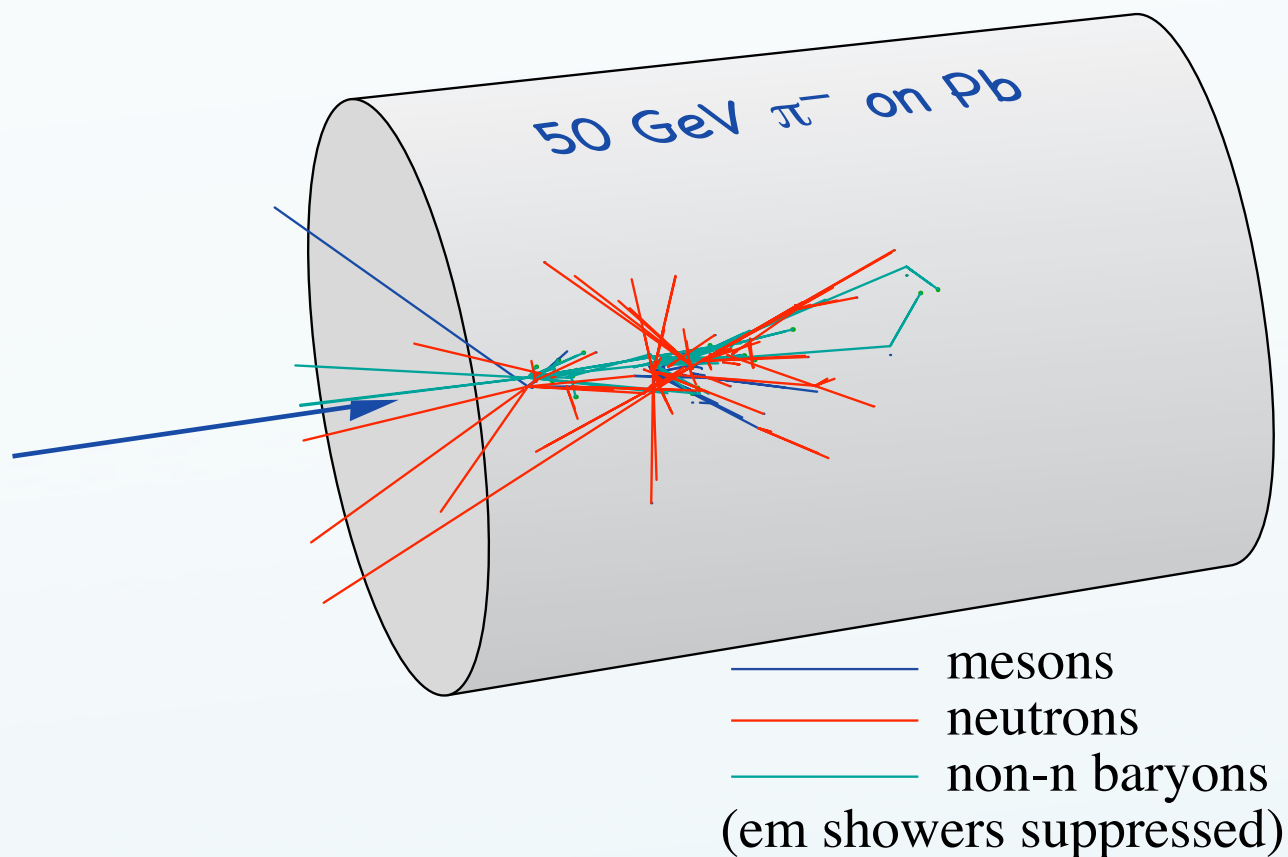 50 GeV π⁻ on Pb
mesons
neutrons
non-n baryons
(em showers suppressed)